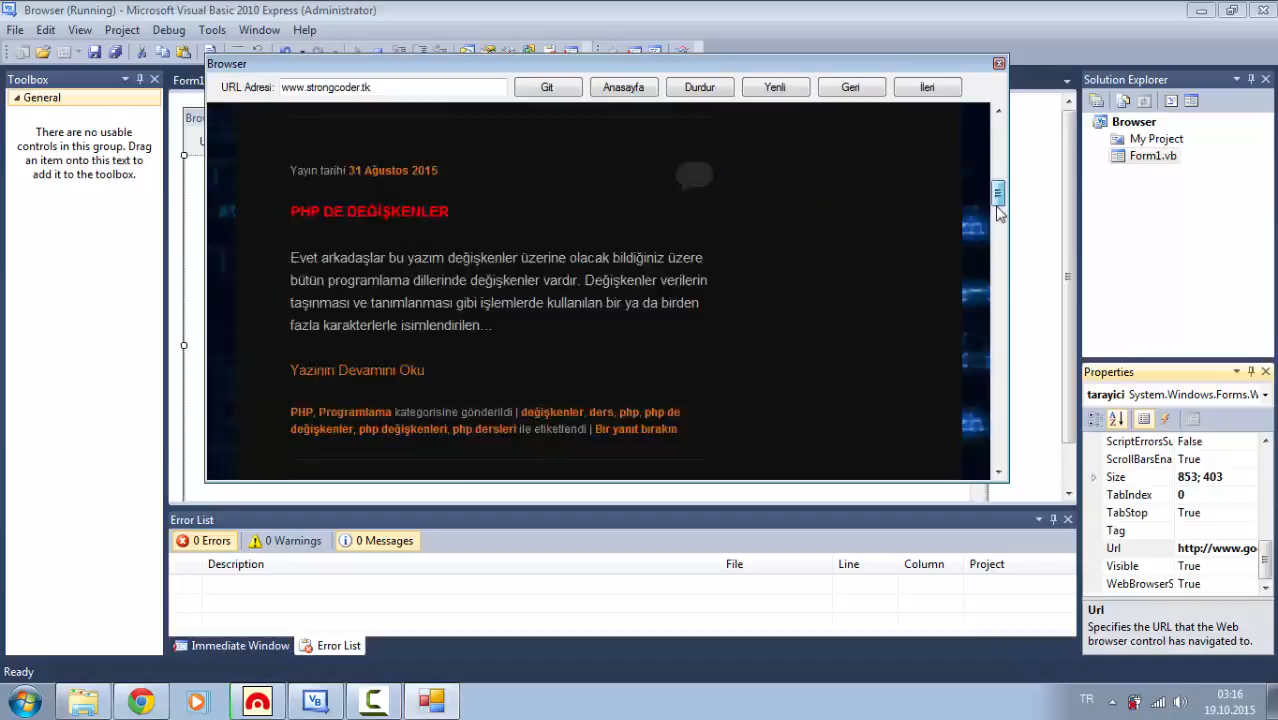 Browser (Running) - Microsoft Visual Basic 2010 Express (Administrator)
File Edit View Project Debug Tools Window Help
Toolbox
General
There are no usable
controls in this group. Drag
an item onto this text to
add it to the toolbox.
Form1
Browser
URL Adresi: www.strongcoder.tk Git Anasayfa Durdur Yenli Geri İleri
Yayın tarihi 31 Ağustos 2015
PHP DE DEĞİŞKENLER
Evet arkadaşlar bu yazım değişkenler üzerine olacak bildiğiniz üzere
bütün programlama dillerinde değişkenler vardır. Değişkenler verilerin
taşınması ve tanımlanması gibi işlemlerde kullanılan bir ya da birden
fazla karakterlerle isimlendirilen...
Yazının Devamını Oku
PHP, Programlama kategorisine gönderildi | değişkenler, ders, php, php de
değişkenler, php değişkenleri, php dersleri ile etiketlendi | Bir yanıt bırakın
Solution Explorer
Browser
My Project
Form1.vb
Properties
tarayici System.Windows.Forms.W
ScriptErrorsSu False
ScrollBarsEna True
Size 853; 403
TabIndex 0
TabStop True
Tag
Url http://www.go
Visible True
WebBrowserS True
Url
Specifies the URL that the Web
browser control has navigated to.
Error List
0 Errors 0 Warnings 0 Messages
Description File Line Column Project
Immediate Window Error List
Ready
TR 03:16
19.10.2015